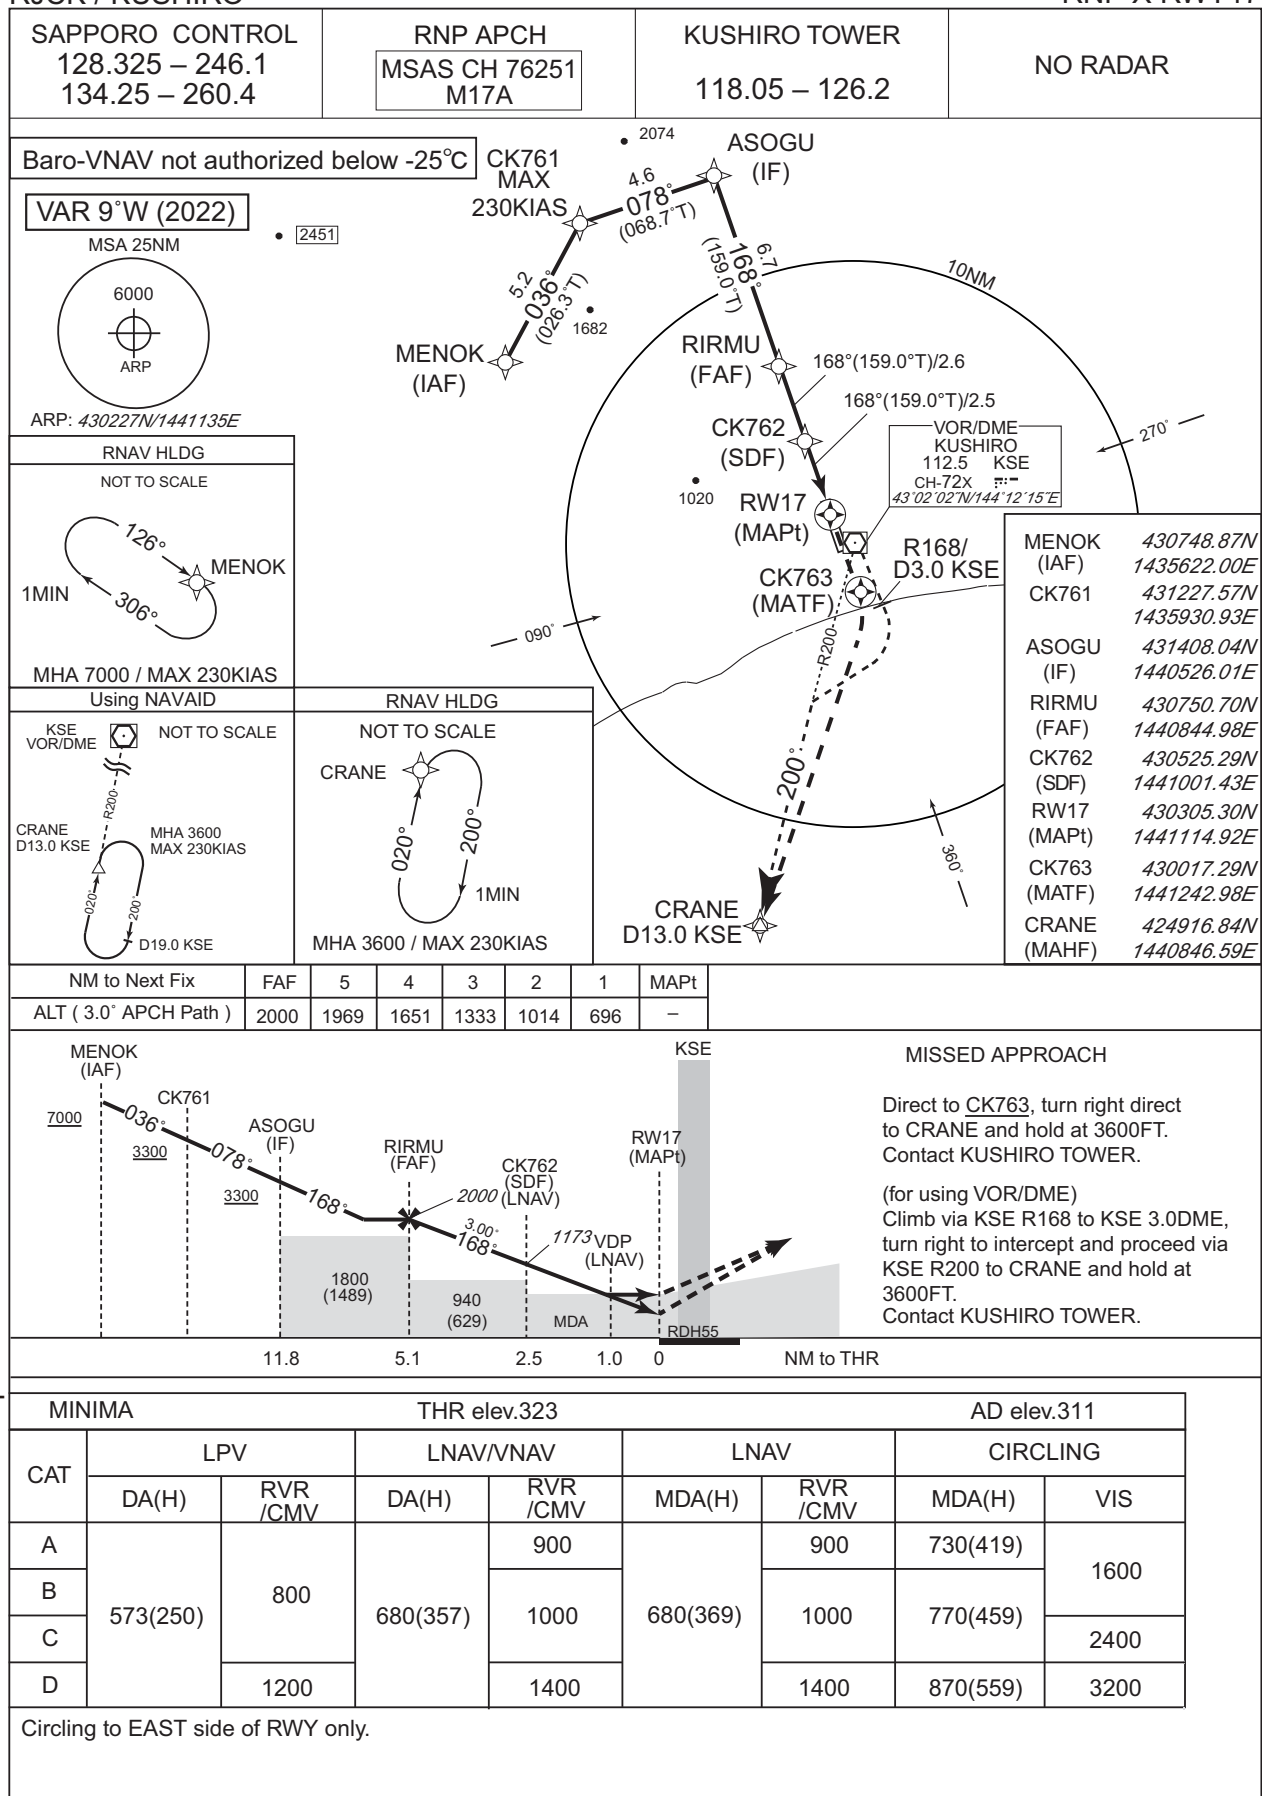 SAPPORO CONTROL
128.325 – 246.1
134.25 – 260.4
RNP APCH
MSAS CH 76251
M17A
KUSHIRO TOWER
118.05 – 126.2
NO RADAR
Baro-VNAV not authorized below -25°C
VAR 9°W (2022)
MSA 25NM
6000
ARP
ARP: 430227N/1441135E
2451
2074
1682
1020
CK761
MAX
230KIAS
ASOGU
(IF)
4.6
078°
(068.7°T)
5.2
036°
(026.3°T)
MENOK
(IAF)
6.7
168°
(159.0°T)
10NM
RIRMU
(FAF)
168°(159.0°T)/2.6
168°(159.0°T)/2.5
CK762
(SDF)
VOR/DME
KUSHIRO
112.5 KSE
CH-72X
43°02′02″N/144°12′15″E
270°
RW17
(MAPt)
R168/
D3.0 KSE
CK763
(MATF)
090°
R200
200°
360°
CRANE
D13.0 KSE
RNAV HLDG
NOT TO SCALE
126°
MENOK
1MIN
306°
MHA 7000 / MAX 230KIAS
Using NAVAID
KSE
VOR/DME
NOT TO SCALE
R200
CRANE
D13.0 KSE
MHA 3600
MAX 230KIAS
020°
200°
D19.0 KSE
RNAV HLDG
NOT TO SCALE
CRANE
020°
200°
1MIN
MHA 3600 / MAX 230KIAS
MENOK 430748.87N
(IAF) 1435622.00E
CK761 431227.57N
1435930.93E
ASOGU 431408.04N
(IF) 1440526.01E
RIRMU 430750.70N
(FAF) 1440844.98E
CK762 430525.29N
(SDF) 1441001.43E
RW17 430305.30N
(MAPt) 1441114.92E
CK763 430017.29N
(MATF) 1441242.98E
CRANE 424916.84N
(MAHF) 1440846.59E
NM to Next Fix FAF 5 4 3 2 1 MAPt
ALT ( 3.0° APCH Path ) 2000 1969 1651 1333 1014 696 –
MENOK
(IAF)
7000
036°
CK761
3300
078°
ASOGU
(IF)
3300
168°
RIRMU
(FAF)
2000
CK762
(SDF)
(LNAV)
3.00°
168°
1173
VDP
(LNAV)
RW17
(MAPt)
KSE
1800
(1489)
940
(629)
MDA
RDH55
11.8 5.1 2.5 1.0 0 NM to THR
MISSED APPROACH
Direct to CK763, turn right direct
to CRANE and hold at 3600FT.
Contact KUSHIRO TOWER.
(for using VOR/DME)
Climb via KSE R168 to KSE 3.0DME,
turn right to intercept and proceed via
KSE R200 to CRANE and hold at
3600FT.
Contact KUSHIRO TOWER.
MINIMA THR elev.323 AD elev.311
CAT LPV LNAV/VNAV LNAV CIRCLING
DA(H) RVR/CMV DA(H) RVR/CMV MDA(H) RVR/CMV MDA(H) VIS
A 900 900 730(419)
B 573(250) 800 680(357) 1000 680(369) 1000 770(459) 1600
C 2400
D 1200 1400 1400 870(559) 3200
Circling to EAST side of RWY only.